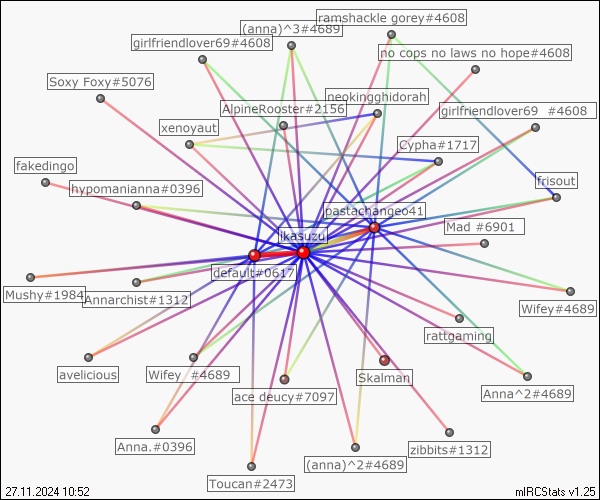 ramshackle gorey#4608
(anna)^3#4689
girlfriendlover69#4608
no cops no laws no hope#4608
Soxy Foxy#5076
neokingghidorah
AlpineRooster#2156
girlfriendlover69 #4608
xenoyaut
Cypha#1717
fakedingo
frisout
hypomanianna#0396
pastachangeo41
Mad #6901
ikasuzu
default#0617
Mushy#1984
Annarchist#1312
Wifey#4689
rattgaming
avelicious
Wifey #4689
Skalman
Anna^2#4689
ace deucy#7097
Anna.#0396
zibbits#1312
(anna)^2#4689
Toucan#2473
27.11.2024 10:52
mIRCStats v1.25